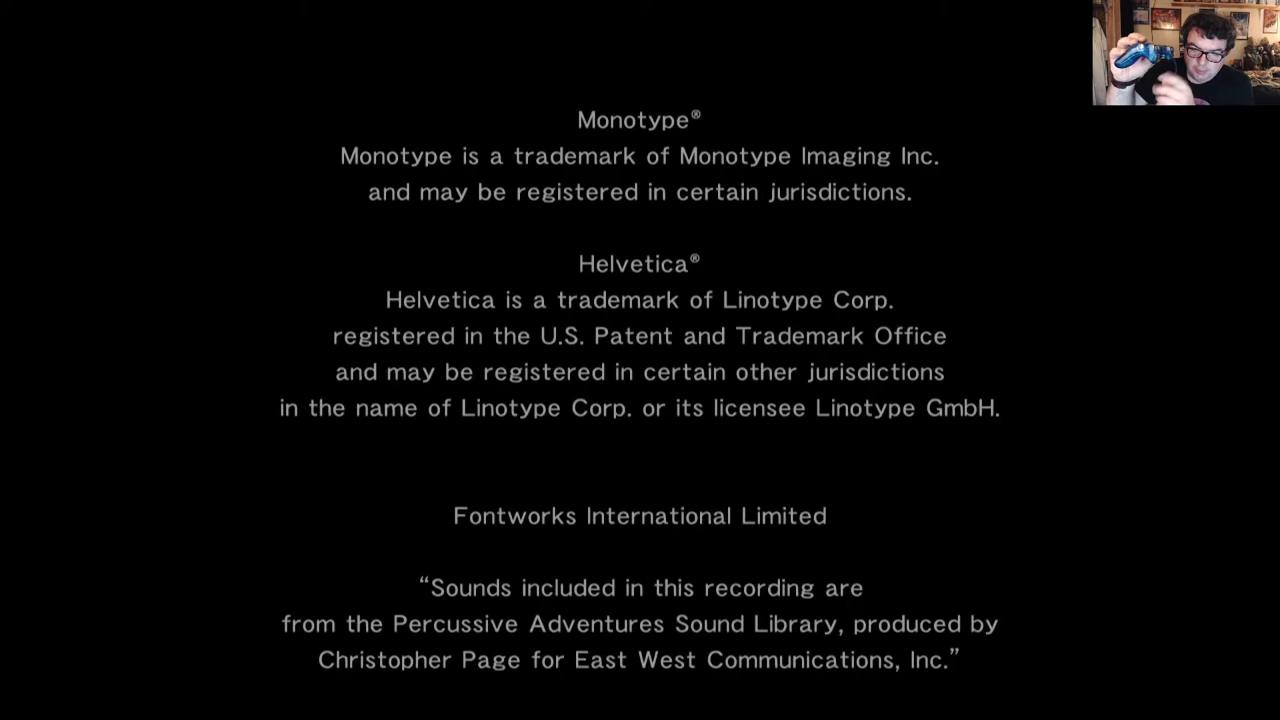 Monotype®
Monotype is a trademark of Monotype Imaging Inc.
and may be registered in certain jurisdictions.
Helvetica®
Helvetica is a trademark of Linotype Corp.
registered in the U.S. Patent and Trademark Office
and may be registered in certain other jurisdictions
in the name of Linotype Corp. or its licensee Linotype GmbH.
Fontworks International Limited
“Sounds included in this recording are
from the Percussive Adventures Sound Library, produced by
Christopher Page for East West Communications, Inc.”